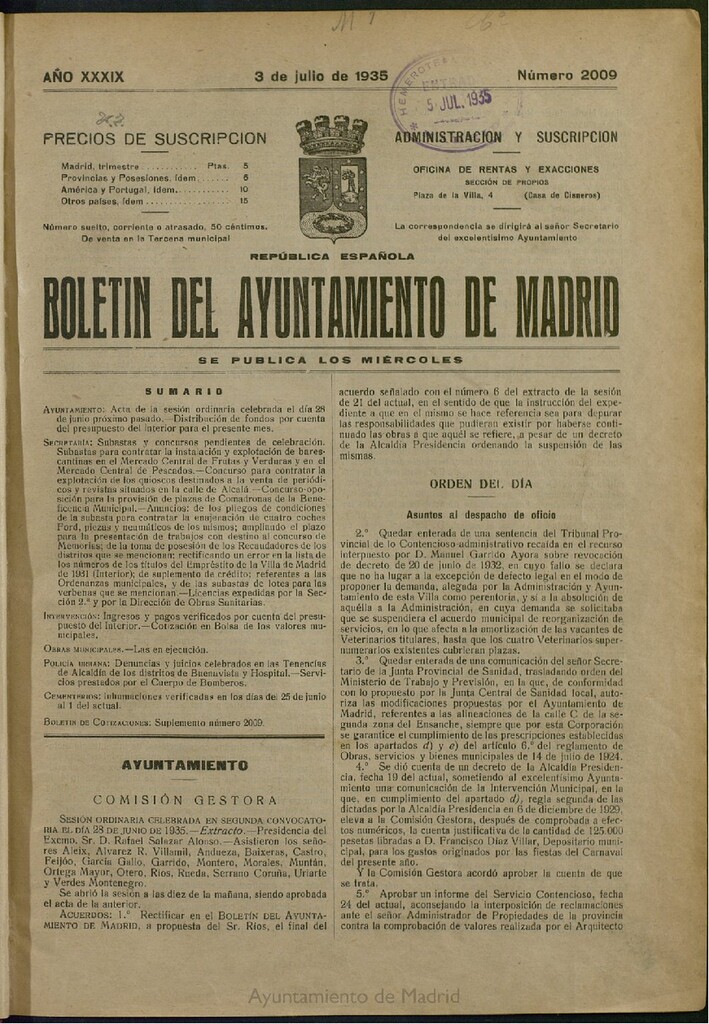 AÑO XXXIX
3 de julio de 1935
Número 2009
HEMEROTE
ENTRA
5 JUL. 1935
PRECIOS DE SUSCRIPCION
Madrid, trimestre .......... Ptas. 5
Provincias y Posesiones, ídem ....... 6
América y Portugal, ídem ........... 10
Otros países, ídem ................. 15
Número suelto, corriente o atrasado, 50 céntimos.
De venta en la Tercena municipal
ADMINISTRACION Y SUSCRIPCION
OFICINA DE RENTAS Y EXACCIONES
SECCIÓN DE PROPIOS
Plaza de la Villa, 4 (Casa de Cisneros)
La correspondencia se dirigirá al señor Secretario
del excelentísimo Ayuntamiento
REPÚBLICA ESPAÑOLA
BOLETIN DEL AYUNTAMIENTO DE MADRID
SE PUBLICA LOS MIÉRCOLES
SUMARIO
AYUNTAMIENTO: Acta de la sesión ordinaria celebrada el día 28
de junio próximo pasado.—Distribución de fondos por cuenta
del presupuesto del Interior para el presente mes.
SECRETARÍA: Subastas y concursos pendientes de celebración.
Subastas para contratar la instalación y explotación de bares-
cantinas en el Mercado Central de Frutas y Verduras y en el
Mercado Central de Pescados.—Concurso para contratar la
explotación de los quioscos destinados a la venta de periódi-
cos y revistas situados en la calle de Alcalá.—Concurso-opo-
sición para la provisión de plazas de Comadronas de la Bene-
ficencia Municipal.—Anuncios: de los pliegos de condiciones
de la subasta para contratar la enajenación de cuatro coches
Ford, piezas y neumáticos de los mismos; ampliando el plazo
para la presentación de trabajos con destino al concurso de
Memorias; de la toma de posesión de los Recaudadores de los
distritos que se mencionan; rectificando un error en la lista de
los números de los títulos del Empréstito de la Villa de Madrid
de 1931 (Interior); de suplemento de crédito; referentes a las
Ordenanzas municipales, y de las subastas de lotes para las
verbenas que se mencionan.—Licencias expedidas por la Sec-
ción 2.ª y por la Dirección de Obras Sanitarias.
INTERVENCIÓN: Ingresos y pagos verificados por cuenta del presu-
puesto del Interior.—Cotización en Bolsa de los valores mu-
nicipales.
OBRAS MUNICIPALES.—Las en ejecución.
POLICÍA URBANA: Denuncias y juicios celebrados en las Tenencias
de Alcaldía de los distritos de Buenavista y Hospital.—Servi-
cios prestados por el Cuerpo de Bomberos.
CEMENTERIOS: Inhumaciones verificadas en los días del 25 de junio
al 1 del actual.
BOLETÍN DE COTIZACIONES: Suplemento número 2009.
AYUNTAMIENTO
COMISIÓN GESTORA
SESIÓN ORDINARIA CELEBRADA EN SEGUNDA CONVOCATO-
RIA EL DÍA 28 DE JUNIO DE 1935.—Extracto.—Presidencia del
Excmo. Sr. D. Rafael Salazar Alonso.—Asistieron los seño-
res Aleix, Alvarez R. Villamil, Andueza, Baixeras, Castro,
Feijóo, García Gallo, Garrido, Montero, Morales, Muntán,
Ortega Mayor, Otero, Ríos, Rueda, Serrano Coruña, Uriarte
y Verdes Montenegro.
Se abrió la sesión a las diez de la mañana, siendo aprobada
el acta de la anterior.
ACUERDOS: 1.º Rectificar en el BOLETÍN DEL AYUNTA-
MIENTO DE MADRID, a propuesta del Sr. Ríos, el final del
acuerdo señalado con el número 6 del extracto de la sesión
de 21 del actual, en el sentido de que la instrucción del expe-
diente a que en el mismo se hace referencia sea para depurar
las responsabilidades que pudieran existir por haberse conti-
nuado las obras a que aquél se refiere, a pesar de un decreto
de la Alcaldía Presidencia ordenando la suspensión de las
mismas.
ORDEN DEL DÍA
Asuntos al despacho de oficio
2.º Quedar enterada de una sentencia del Tribunal Pro-
vincial de lo Contencioso-administrativo recaída en el recurso
interpuesto por D. Manuel Garrido Ayora sobre revocación
de decreto de 20 de junio de 1932, en cuyo fallo se declara
que no ha lugar a la excepción de defecto legal en el modo de
proponer la demanda, alegada por la Administración y Ayun-
tamiento de esta Villa como perentoria, y sí a la absolución de
aquélla a la Administración, en cuya demanda se solicitaba
que se suspendiera el acuerdo municipal de reorganización de
servicios, en lo que afecta a la amortización de las vacantes de
Veterinarios titulares, hasta que los cuatro Veterinarios super-
numerarios existentes cubrieran plazas.
3.º Quedar enterada de una comunicación del señor Secre-
tario de la Junta Provincial de Sanidad, trasladando orden del
Ministerio de Trabajo y Previsión, en la que, de conformidad
con lo propuesto por la Junta Central de Sanidad local, auto-
riza las modificaciones propuestas por el Ayuntamiento de
Madrid, referentes a las alineaciones de la calle C de la se-
gunda zona del Ensanche, siempre que por esta Corporación
se garantice el cumplimiento de las prescripciones establecidas
en los apartados d) y e) del artículo 6.º del reglamento de
Obras, servicios y bienes municipales de 14 de julio de 1924.
4.º Se dió cuenta de un decreto de la Alcaldía Presiden-
cia, fecha 19 del actual, sometiendo al excelentísimo Ayunta-
miento una comunicación de la Intervención Municipal, en la
que, en cumplimiento del apartado d), regla segunda de las
dictadas por la Alcaldía Presidencia en 6 de diciembre de 1929,
eleva a la Comisión Gestora, después de comprobada a efec-
tos numéricos, la cuenta justificativa de la cantidad de 125.000
pesetas libradas a D. Francisco Díaz Villar, Depositario muni-
cipal, para los gastos originados por las fiestas del Carnaval
del presente año.
Y la Comisión Gestora acordó aprobar la cuenta de que
se trata.
5.º Aprobar un informe del Servicio Contencioso, fecha
24 del actual, aconsejando la interposición de reclamaciones
ante el señor Administrador de Propiedades de la provincia
contra la comprobación de valores realizada por el Arquitecto
Ayuntamiento de Madrid